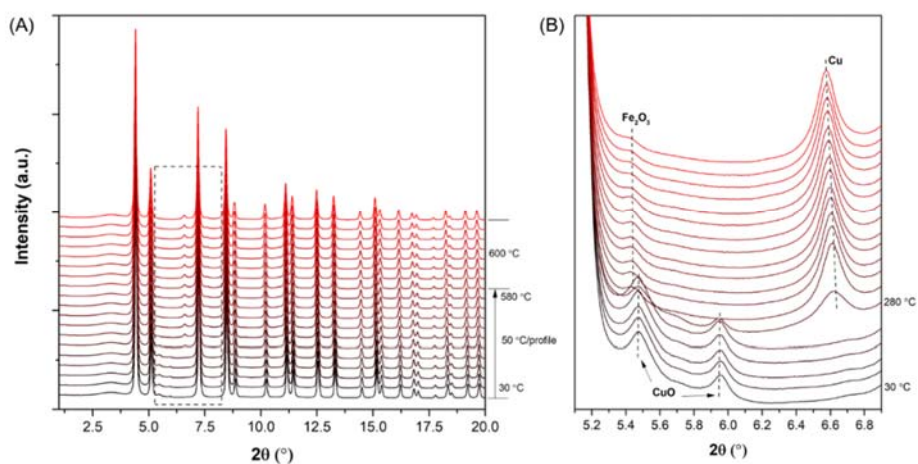 (A)
Intensity (a.u.)
600 °C
580 °C
50 °C/profile
30 °C
2.5 5.0 7.5 10.0 12.5 15.0 17.5 20.0
2θ (°)
(B)
Cu
Fe₂O₃
280 °C
CuO
30 °C
5.2 5.4 5.6 5.8 6.0 6.2 6.4 6.6 6.8
2θ (°)